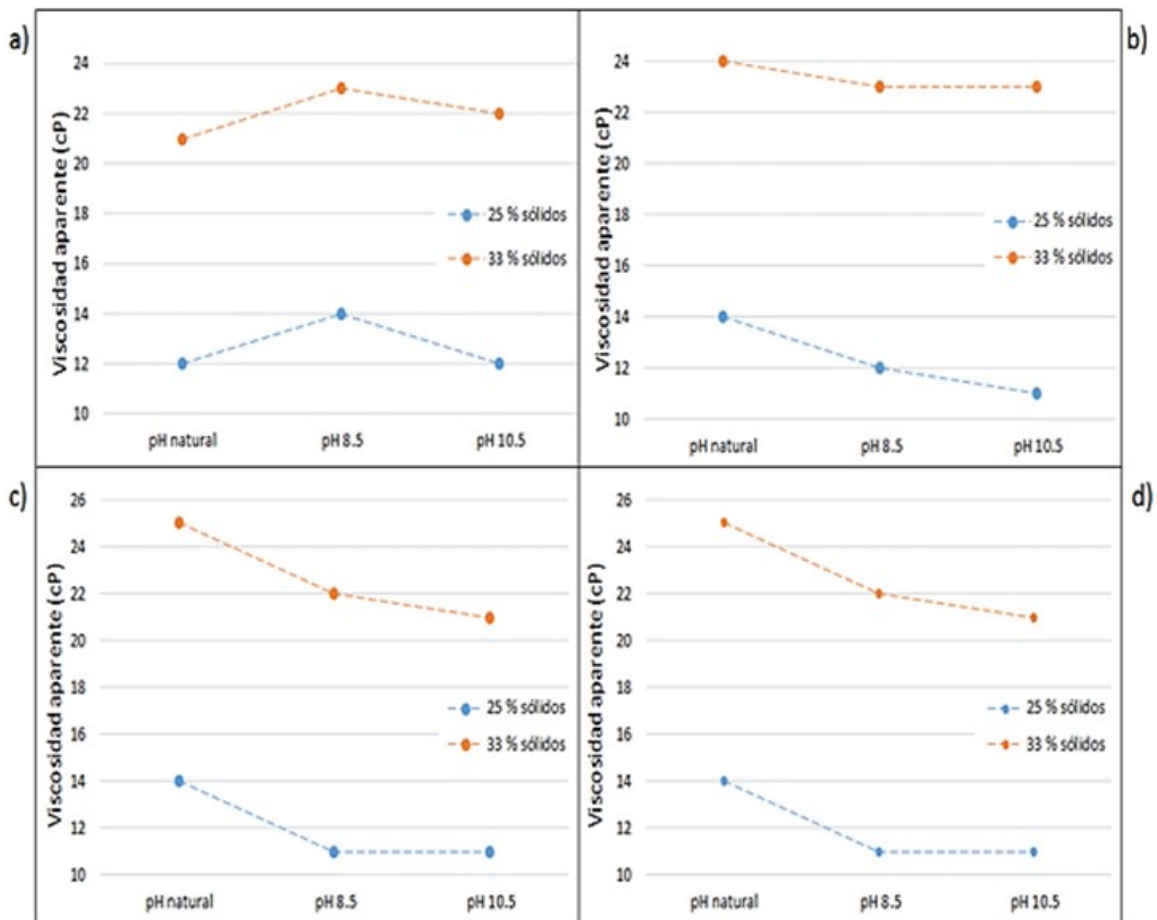 a)
Viscosidad aparente (cP)
24
22
20
18
16
14
12
10
25 % sólidos
33 % sólidos
pH natural pH 8.5 pH 10.5
b)
Viscosidad aparente (cP)
24
22
20
18
16
14
12
10
25 % sólidos
33 % sólidos
pH natural pH 8.5 pH 10.5
c)
Viscosidad aparente (cP)
26
24
22
20
18
16
14
12
10
25 % sólidos
33 % sólidos
pH natural pH 8.5 pH 10.5
d)
Viscosidad aparente (cP)
26
24
22
20
18
16
14
12
10
25 % sólidos
33 % sólidos
pH natural pH 8.5 pH 10.5